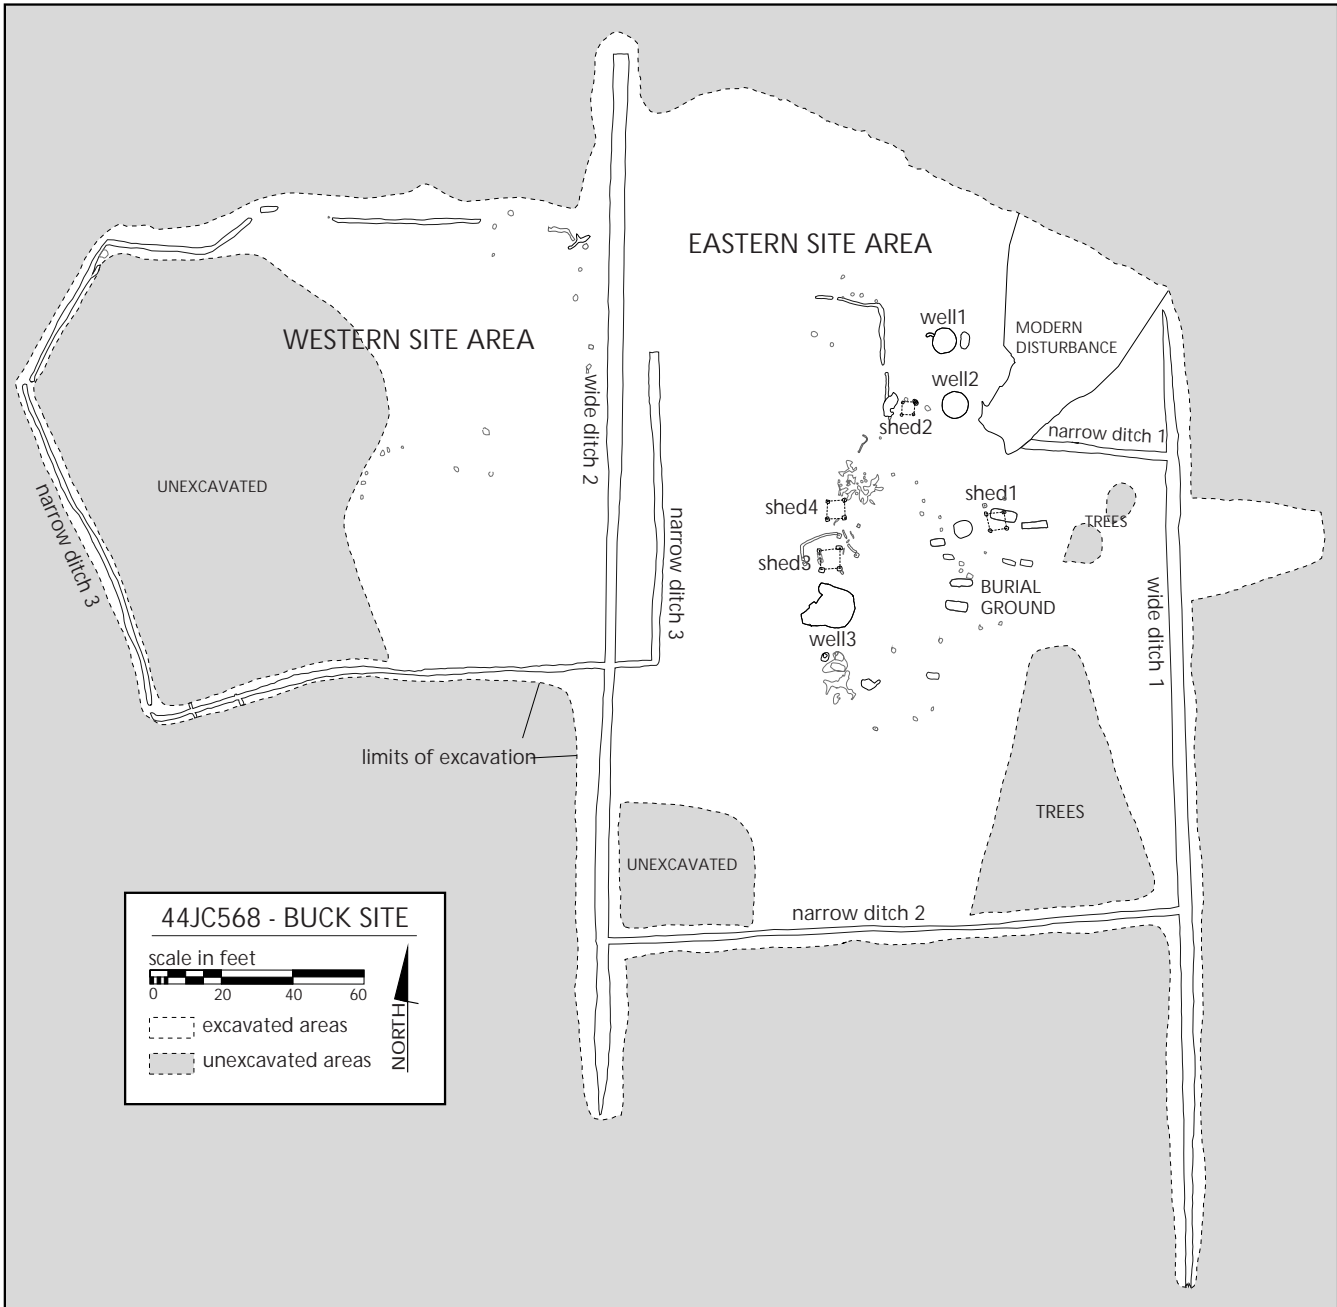 EASTERN SITE AREA
WESTERN SITE AREA
well1
MODERN
DISTURBANCE
well2
wide ditch 2
shed2
narrow ditch 1
UNEXCAVATED
narrow ditch 3
shed4
shed1
TREES
narrow ditch 3
shed3
BURIAL
GROUND
wide ditch 1
well3
limits of excavation
TREES
UNEXCAVATED
narrow ditch 2
44JC568 - BUCK SITE
scale in feet
0 20 40 60
excavated areas
unexcavated areas
NORTH